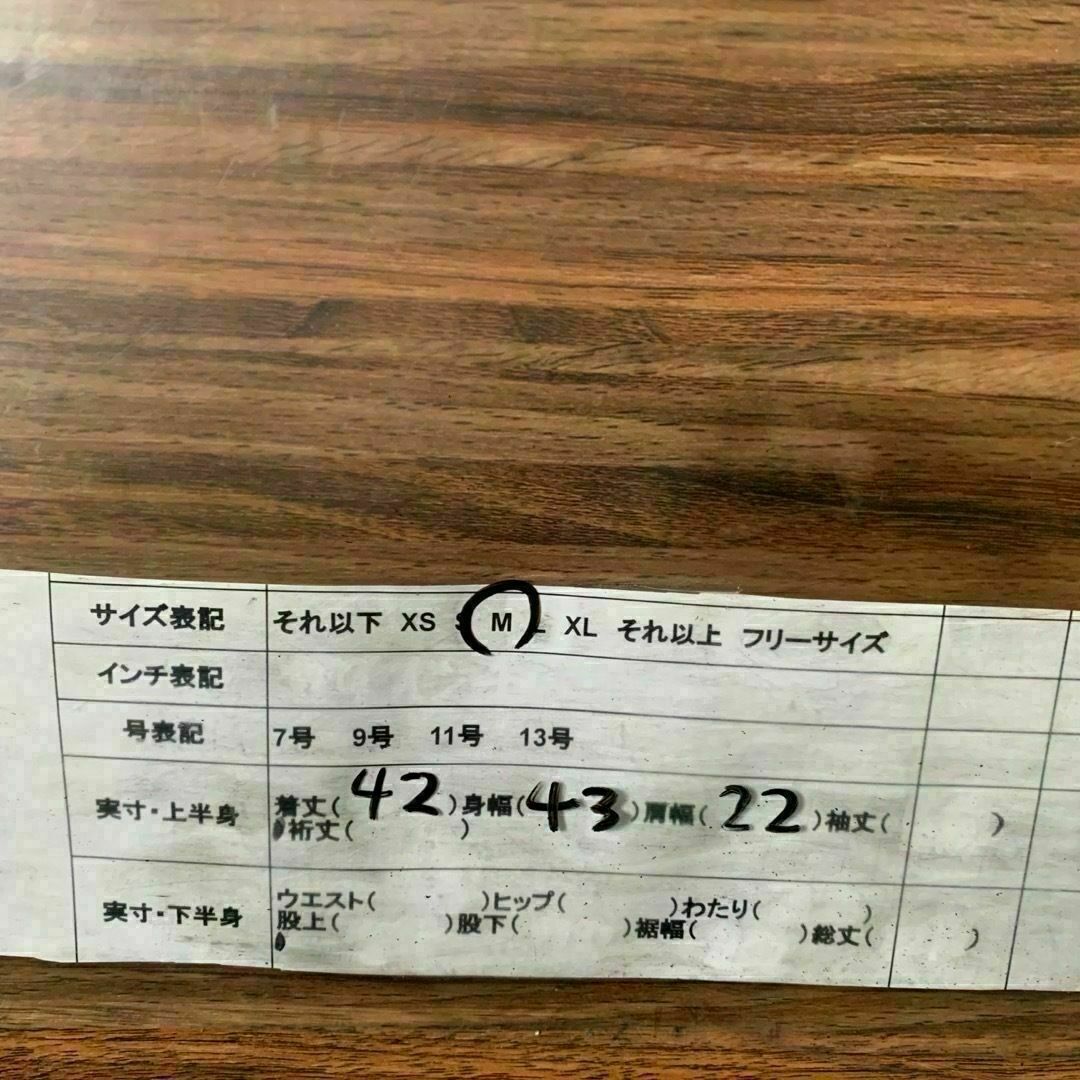 サイズ表記 それ以下 XS M L XL それ以上 フリーサイズ
インチ表記
号表記 7号 9号 11号 13号
実寸・上半身 着丈( 42 )身幅( 43 )肩幅( 22 )袖丈( )
裄丈( )
実寸・下半身 ウエスト( )ヒップ( )わたり( )
股上( )股下( )裾幅( )総丈( )